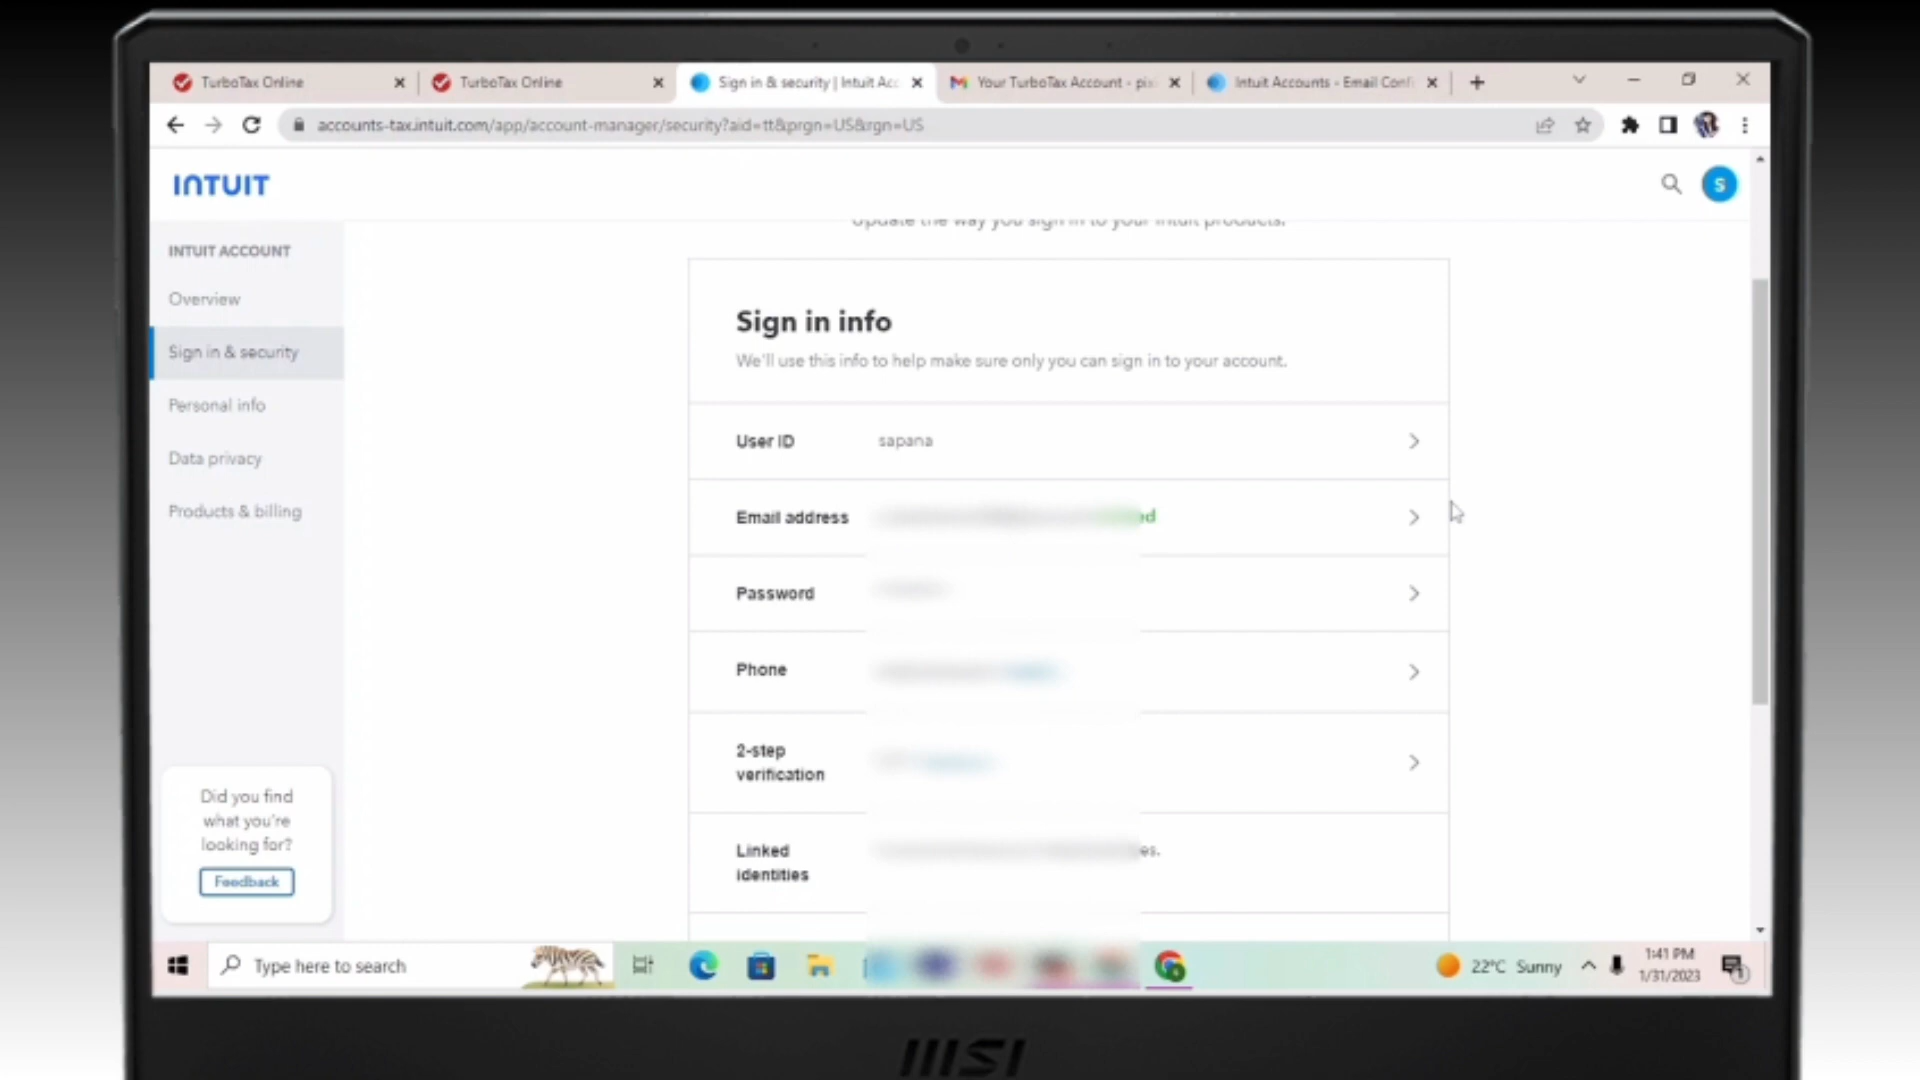 TurboTax Online
TurboTax Online
Sign in & security | Intuit Acc
Your TurboTax Account - pix
Intuit Accounts - Email Confi
accounts-tax.intuit.com/app/account-manager/security?aid=tt&prgn=US&rgn=US
INTUIT
S
INTUIT ACCOUNT
Overview
Sign in & security
Personal info
Data privacy
Products & billing
Did you find
what you're
looking for?
Feedback
Update the way you sign in to your Intuit products.
Sign in info
We'll use this info to help make sure only you can sign in to your account.
User ID sapana
Email address
Password
Phone
2-step
verification
Linked
identities
Type here to search
22°C Sunny
1:41 PM
1/31/2023
1
msi